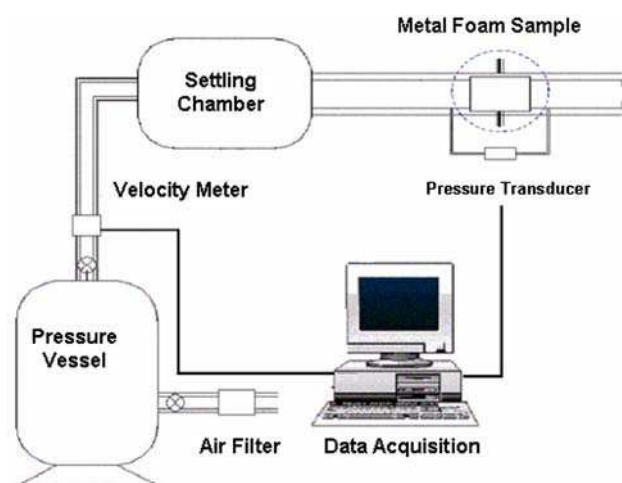 Metal Foam Sample
Settling
Chamber
Velocity Meter
Pressure Transducer
Pressure
Vessel
Air Filter
Data Acquisition